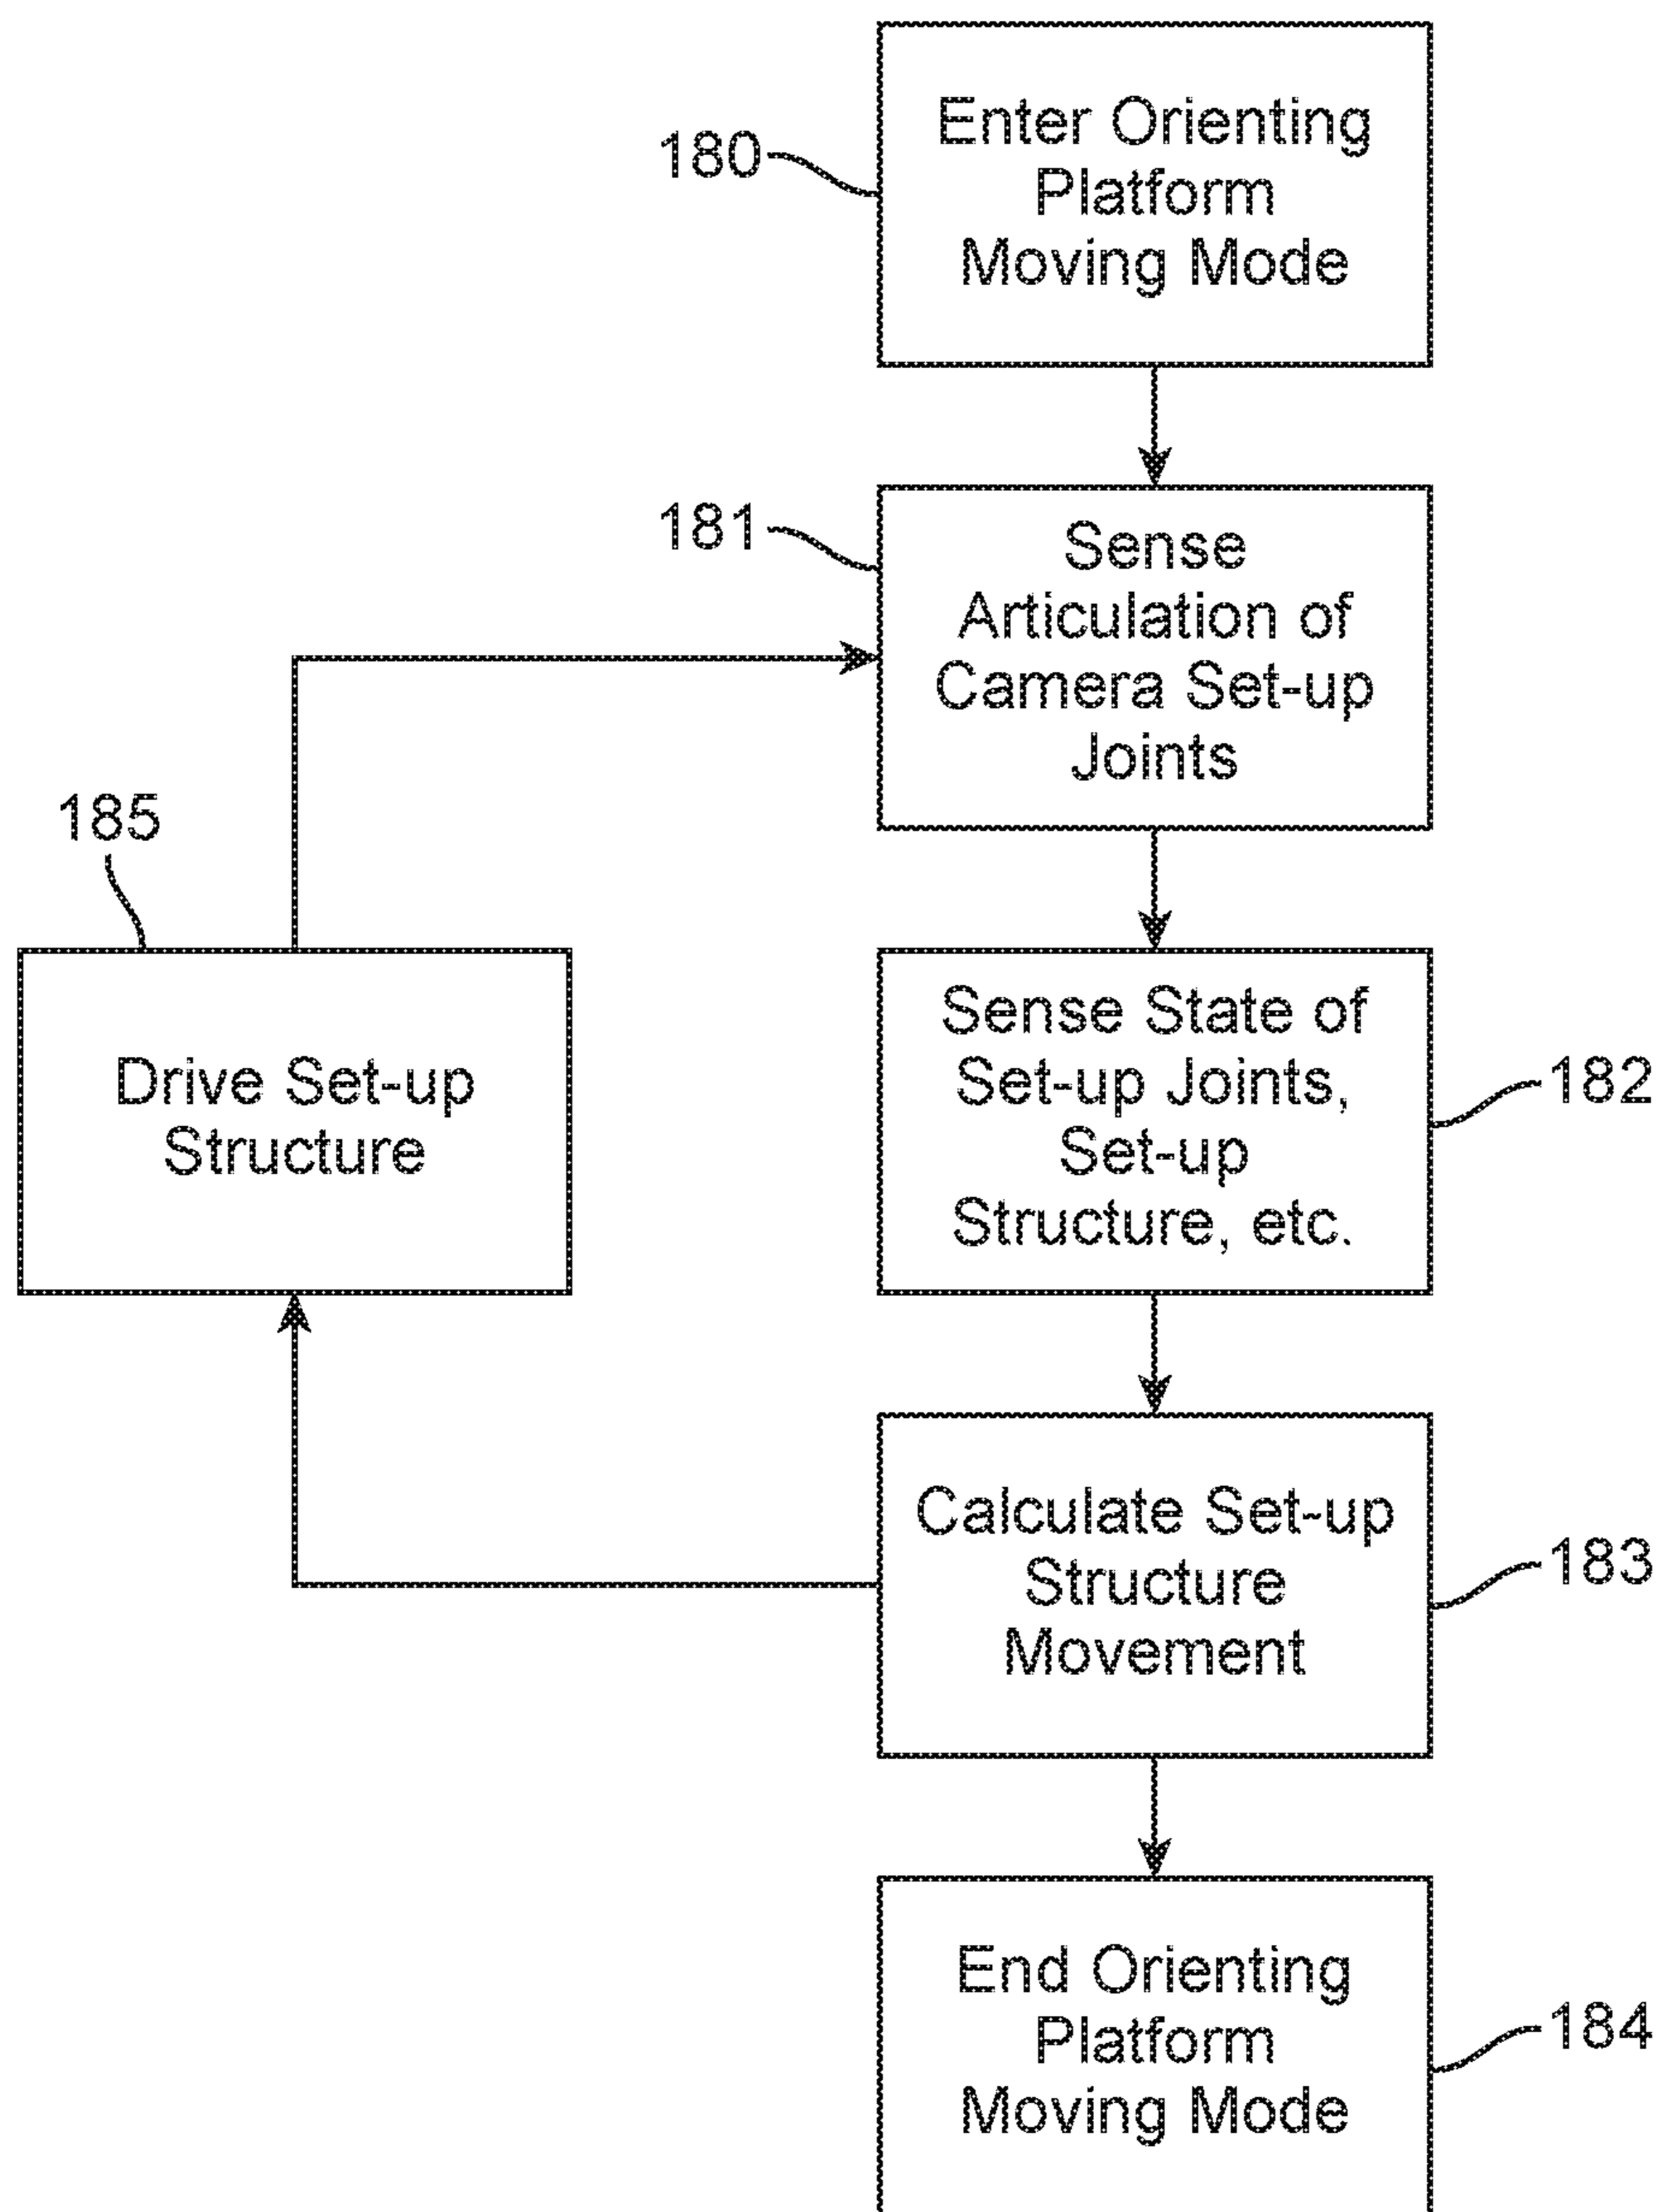 180
Enter Orienting
Platform
Moving Mode
181
Sense
Articulation of
Camera Set-up
Joints
185
Drive Set-up
Structure
Sense State of
Set-up Joints,
Set-up
Structure, etc.
182
Calculate Set-up
Structure
Movement
183
End Orienting
Platform
Moving Mode
184